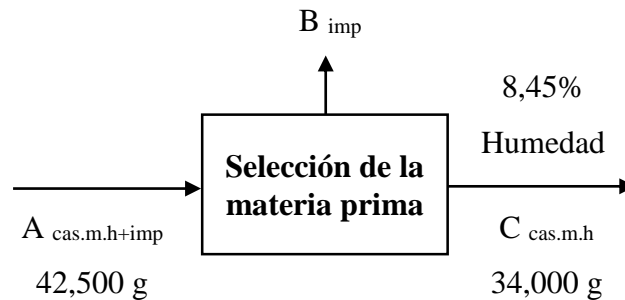 B imp
8,45%
Humedad
Selección de la
materia prima
A cas.m.h+imp
42,500 g
C cas.m.h
34,000 g